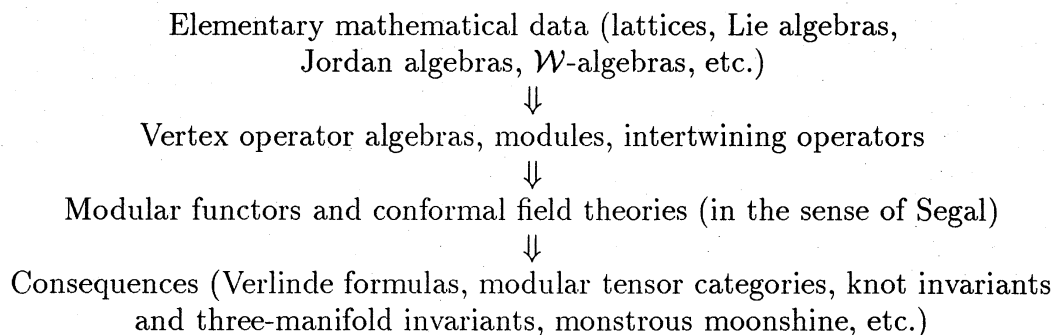 Elementary mathematical data (lattices, Lie algebras,
Jordan algebras, 𝒲-algebras, etc.)
⇓
Vertex operator algebras, modules, intertwining operators
⇓
Modular functors and conformal field theories (in the sense of Segal)
⇓
Consequences (Verlinde formulas, modular tensor categories, knot invariants
and three-manifold invariants, monstrous moonshine, etc.)